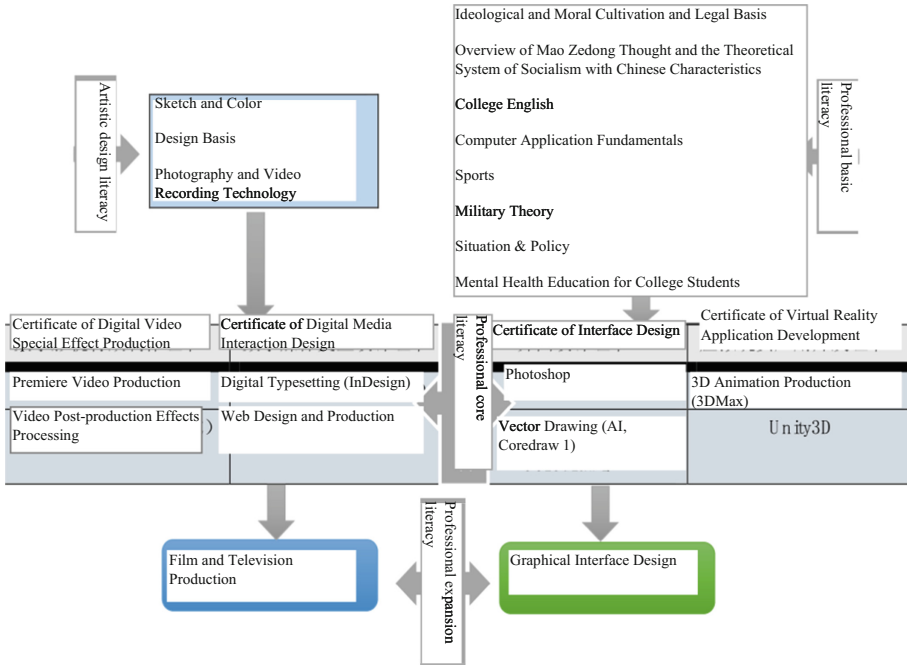 Ideological and Moral Cultivation and Legal Basis
Overview of Mao Zedong Thought and the Theoretical
System of Socialism with Chinese Characteristics
College English
Computer Application Fundamentals
Sports
Military Theory
Situation & Policy
Mental Health Education for College Students
Professional basic
literacy
Artistic design literacy
Sketch and Color
Design Basis
Photography and Video
Recording Technology
Certificate of Digital Video
Special Effect Production
Certificate of Digital Media
Interaction Design
Professional core
literacy
Certificate of Interface Design
Certificate of Virtual Reality
Application Development
Premiere Video Production
Digital Typesetting (InDesign)
Photoshop
3D Animation Production
(3DMax)
Video Post-production Effects
Processing
)
Web Design and Production
Vector Drawing (AI,
Coredraw 1)
Unity3D
Film and Television
Production
Professional expansion
literacy
Graphical Interface Design